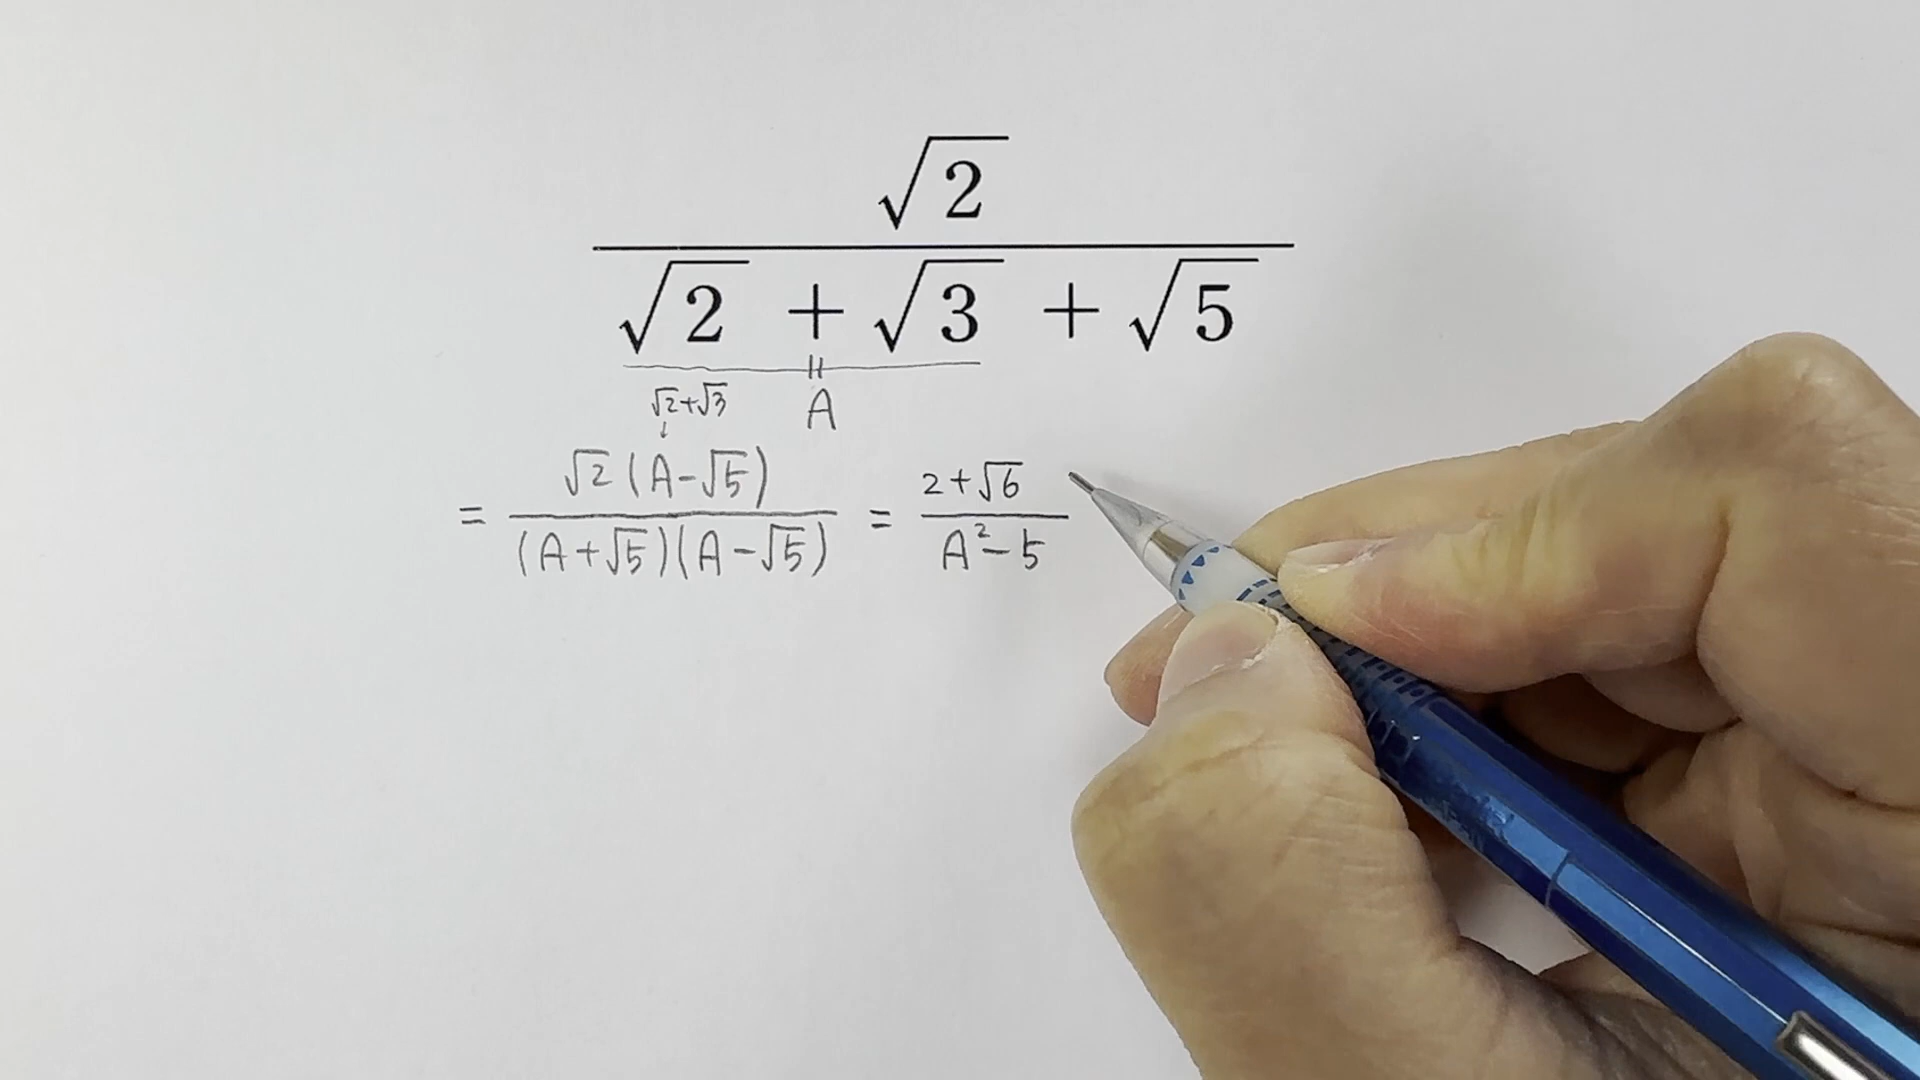 √2
√2 + √3 + √5
√2+√3
A
= √2(A-√5) / (A+√5)(A-√5) = 2+√6 / A²-5